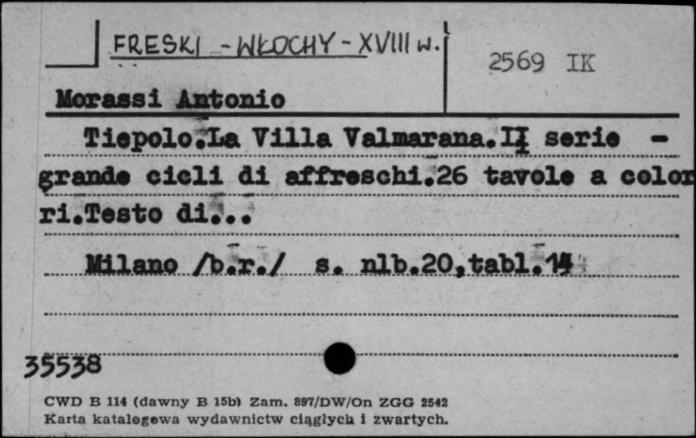 FRESKI - WŁOCHY - XVIII w.
2569 IK
Morassi Antonio
Tiepolo.La Villa Valmarana.II serie -
grande cicli di affreschi.26 tavole a color
ri.Testo di...
Milano /b.r./ s. nlb.20,tabl.14
35538
CWD B 114 (dawny B 15b) Zam. 897/DW/On ZGG 2542
Karta katalogowa wydawnictw ciągłych i zwartych.